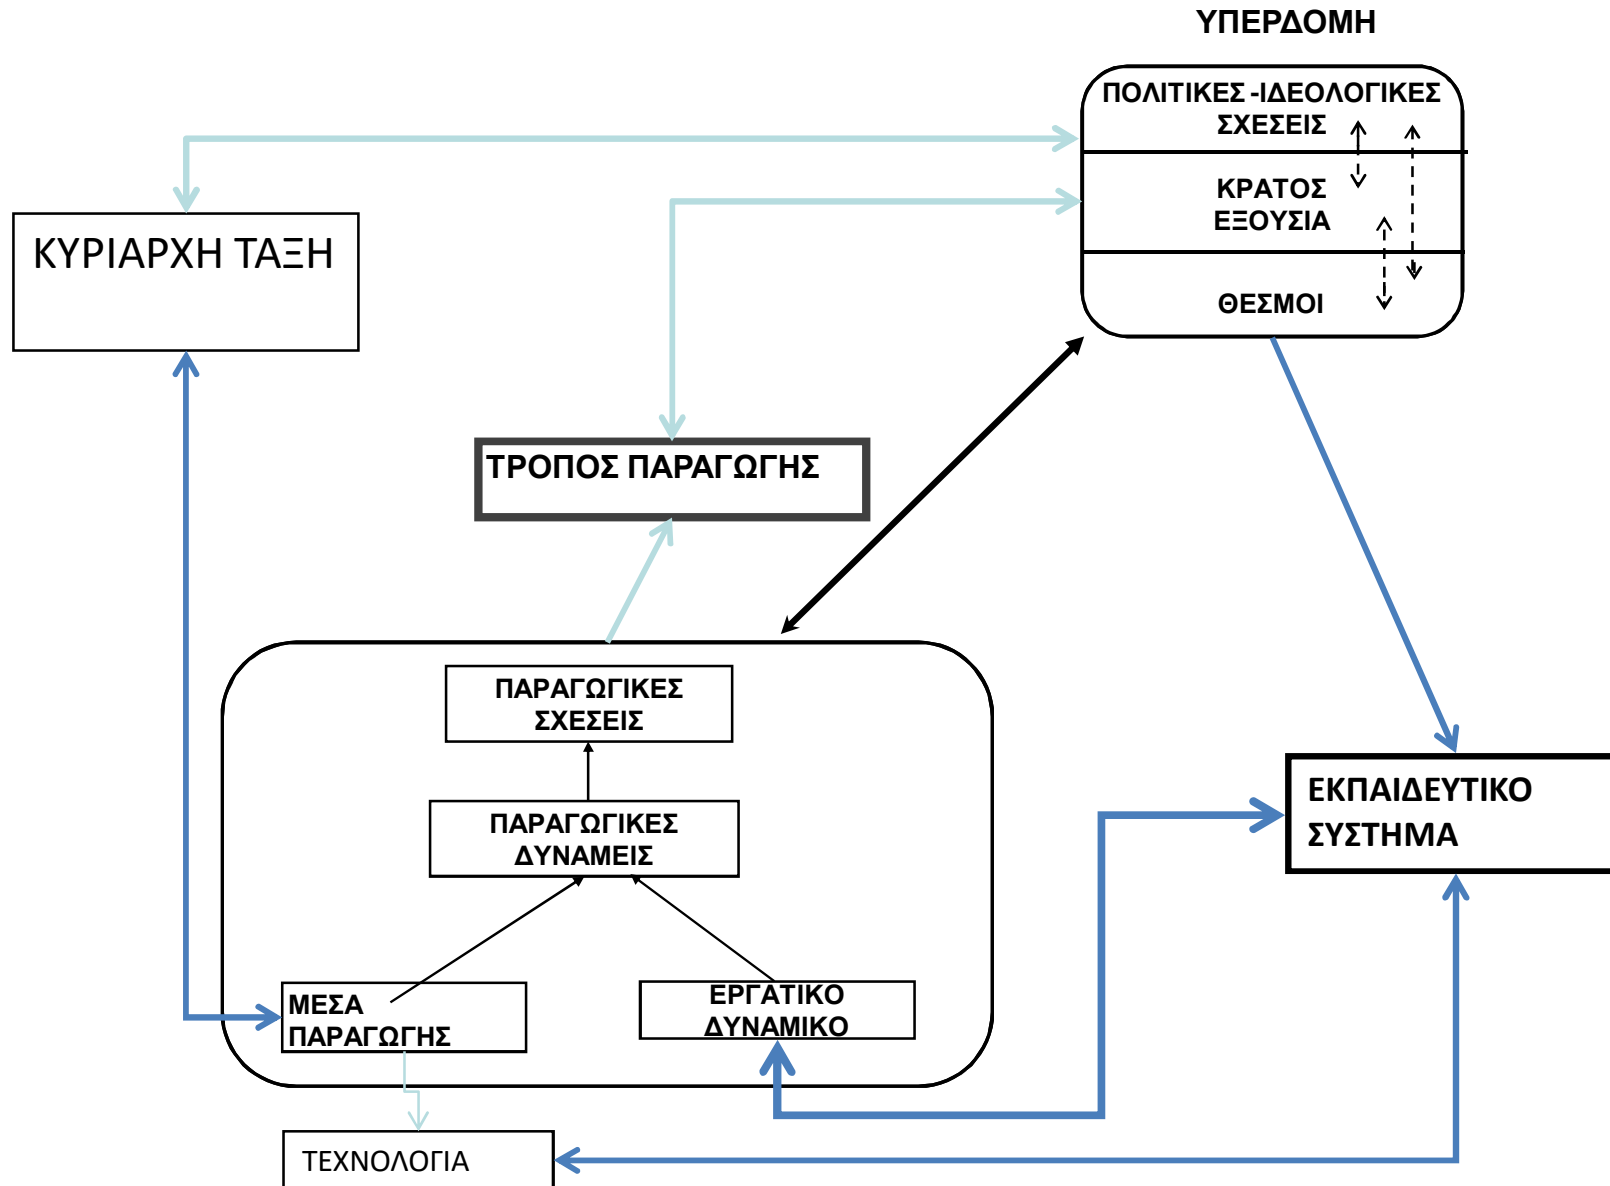 ΥΠΕΡΔΟΜΗ
ΠΟΛΙΤΙΚΕΣ -ΙΔΕΟΛΟΓΙΚΕΣ
ΣΧΕΣΕΙΣ
ΚΡΑΤΟΣ
ΕΞΟΥΣΙΑ
ΘΕΣΜΟΙ
ΚΥΡΙΑΡΧΗ ΤΑΞΗ
ΤΡΟΠΟΣ ΠΑΡΑΓΩΓΗΣ
ΠΑΡΑΓΩΓΙΚΕΣ
ΣΧΕΣΕΙΣ
ΠΑΡΑΓΩΓΙΚΕΣ
ΔΥΝΑΜΕΙΣ
ΕΚΠΑΙΔΕΥΤΙΚΟ
ΣΥΣΤΗΜΑ
ΜΕΣΑ
ΠΑΡΑΓΩΓΗΣ
ΕΡΓΑΤΙΚΟ
ΔΥΝΑΜΙΚΟ
ΤΕΧΝΟΛΟΓΙΑ